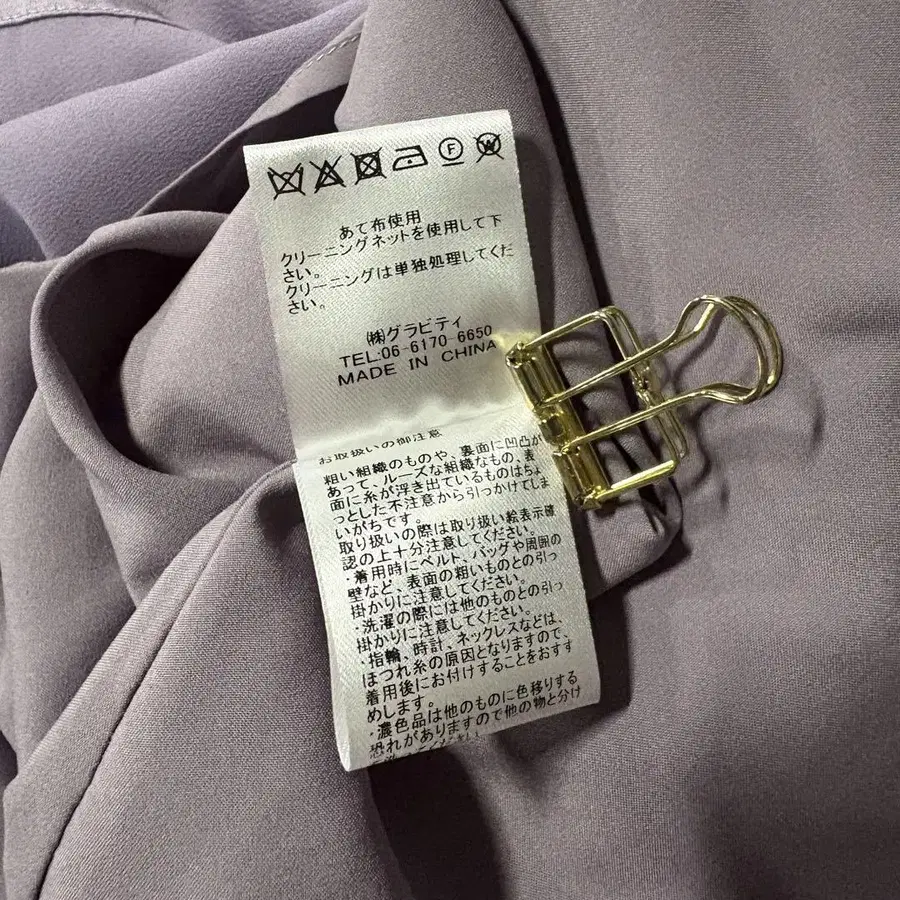 F W
あて布使用
クリーニングネットを使用して下
さい。
クリーニングは単独処理してくだ
さい。
㈱グラビティ
TEL:06-6170-6650
MADE IN CHINA
お取扱いの御注意
粗い組織のものや、裏面に凹凸が
あって、ルーズな組織なもの、表
面に糸が浮き出ているものはちょ
っとした不注意から引っかけてしま
いがちです。
取り扱いの際は取り扱い絵表示確
認の上十分注意してください。
・着用時にベルト、バッグや周囲の
壁など、表面の粗いものとの引っ
掛かりに注意してください。
・洗濯の際には他のものとの引っ
掛かりに注意してください。
・指輪、時計、ネックレスなどは、
ほつれ糸の原因となりますので、
着用後にお付けすることをおすす
めします。
・濃色品は他のものに色移りする
恐れがありますので他の物と分け